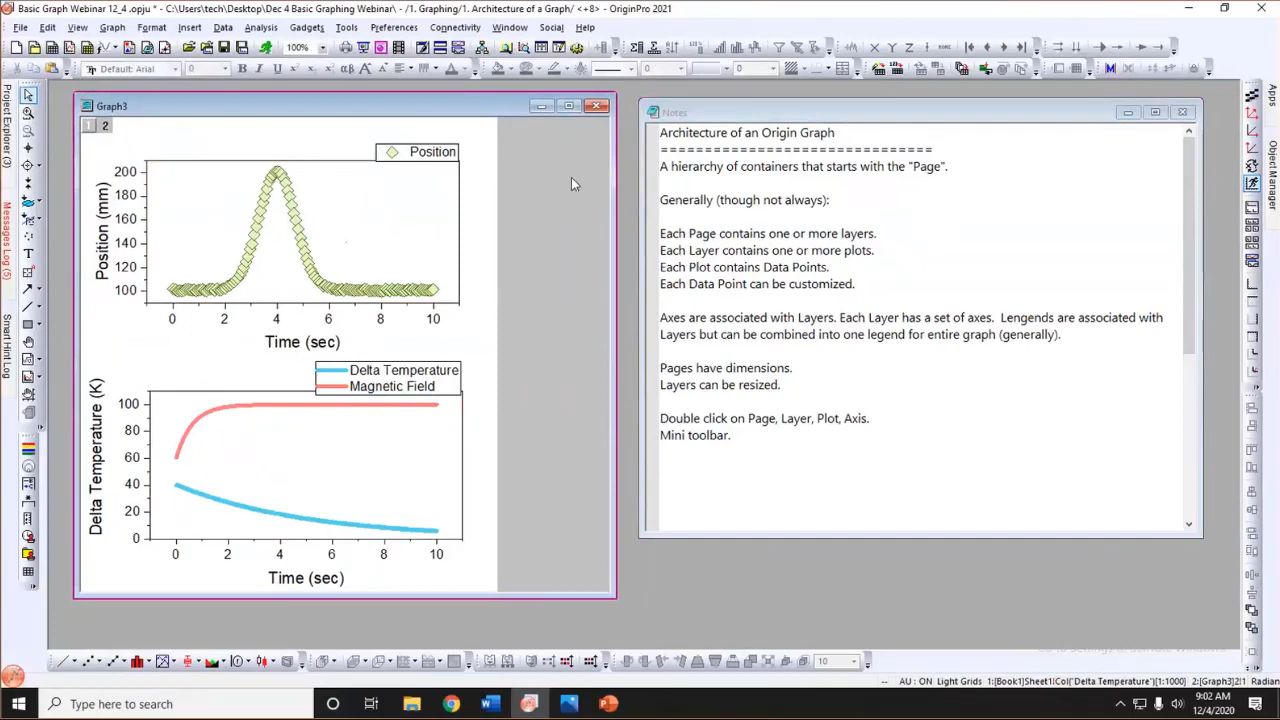 Basic Graph Webinar 12_4 .opju * - C:\Users\tech\Desktop\Dec 4 Basic Graphing Webinar\ - /1. Graphing/1. Architecture of a Graph/ <+8> - OriginPro 2021
File Edit View Graph Format Insert Data Analysis Gadgets Tools Preferences Connectivity Window Social Help
100%
Default: Arial 0 B I U
0 0
Project Explorer (3)
Messages Log (5)
Smart Hint Log
Apps
Object Manager
Graph3
1 2
Position
Position (mm)
200
180
160
140
120
100
0 2 4 6 8 10
Time (sec)
Delta Temperature
Magnetic Field
Delta Temperature (K)
100
80
60
40
20
0
0 2 4 6 8 10
Time (sec)
Notes
Architecture of an Origin Graph
==============================
A hierarchy of containers that starts with the "Page".
Generally (though not always):
Each Page contains one or more layers.
Each Layer contains one or more plots.
Each Plot contains Data Points.
Each Data Point can be customized.
Axes are associated with Layers. Each Layer has a set of axes. Lengends are associated with
Layers but can be combined into one legend for entire graph (generally).
Pages have dimensions.
Layers can be resized.
Double click on Page, Layer, Plot, Axis.
Mini toolbar.
10
-- AU : ON Light Grids 1:[Book1]Sheet1!Col('Delta Temperature')[1:1000] 2:[Graph3]2!1 Radian
Type here to search
9:02 AM
12/4/2020